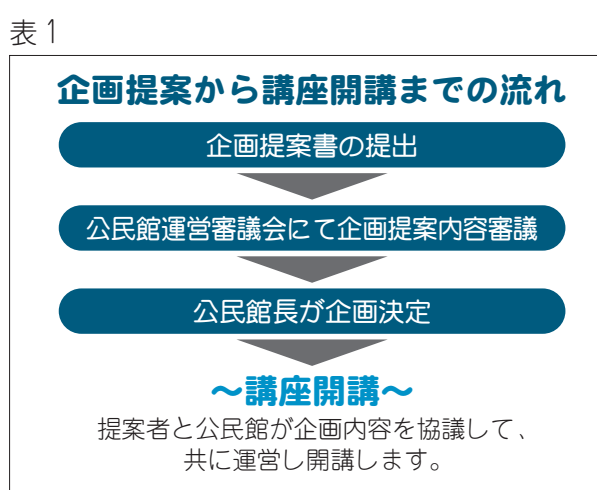 表1
企画提案から講座開講までの流れ
企画提案書の提出
公民館運営審議会にて企画提案内容審議
公民館長が企画決定
～講座開講～
提案者と公民館が企画内容を協議して、
共に運営し開講します。